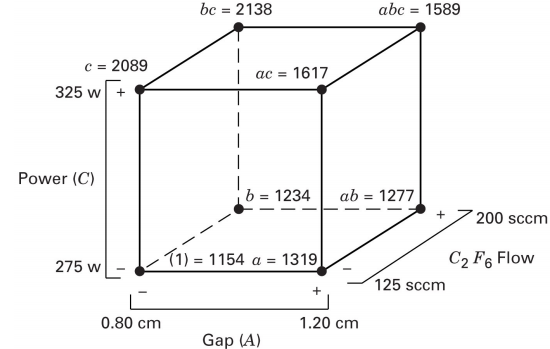 bc = 2138
abc = 1589
c = 2089
ac = 1617
325 w +
Power (C)
b = 1234
ab = 1277
+ 200 sccm
C2 F6 Flow
275 w –
(1) = 1154
a = 1319
– 125 sccm
– +
0.80 cm 1.20 cm
Gap (A)